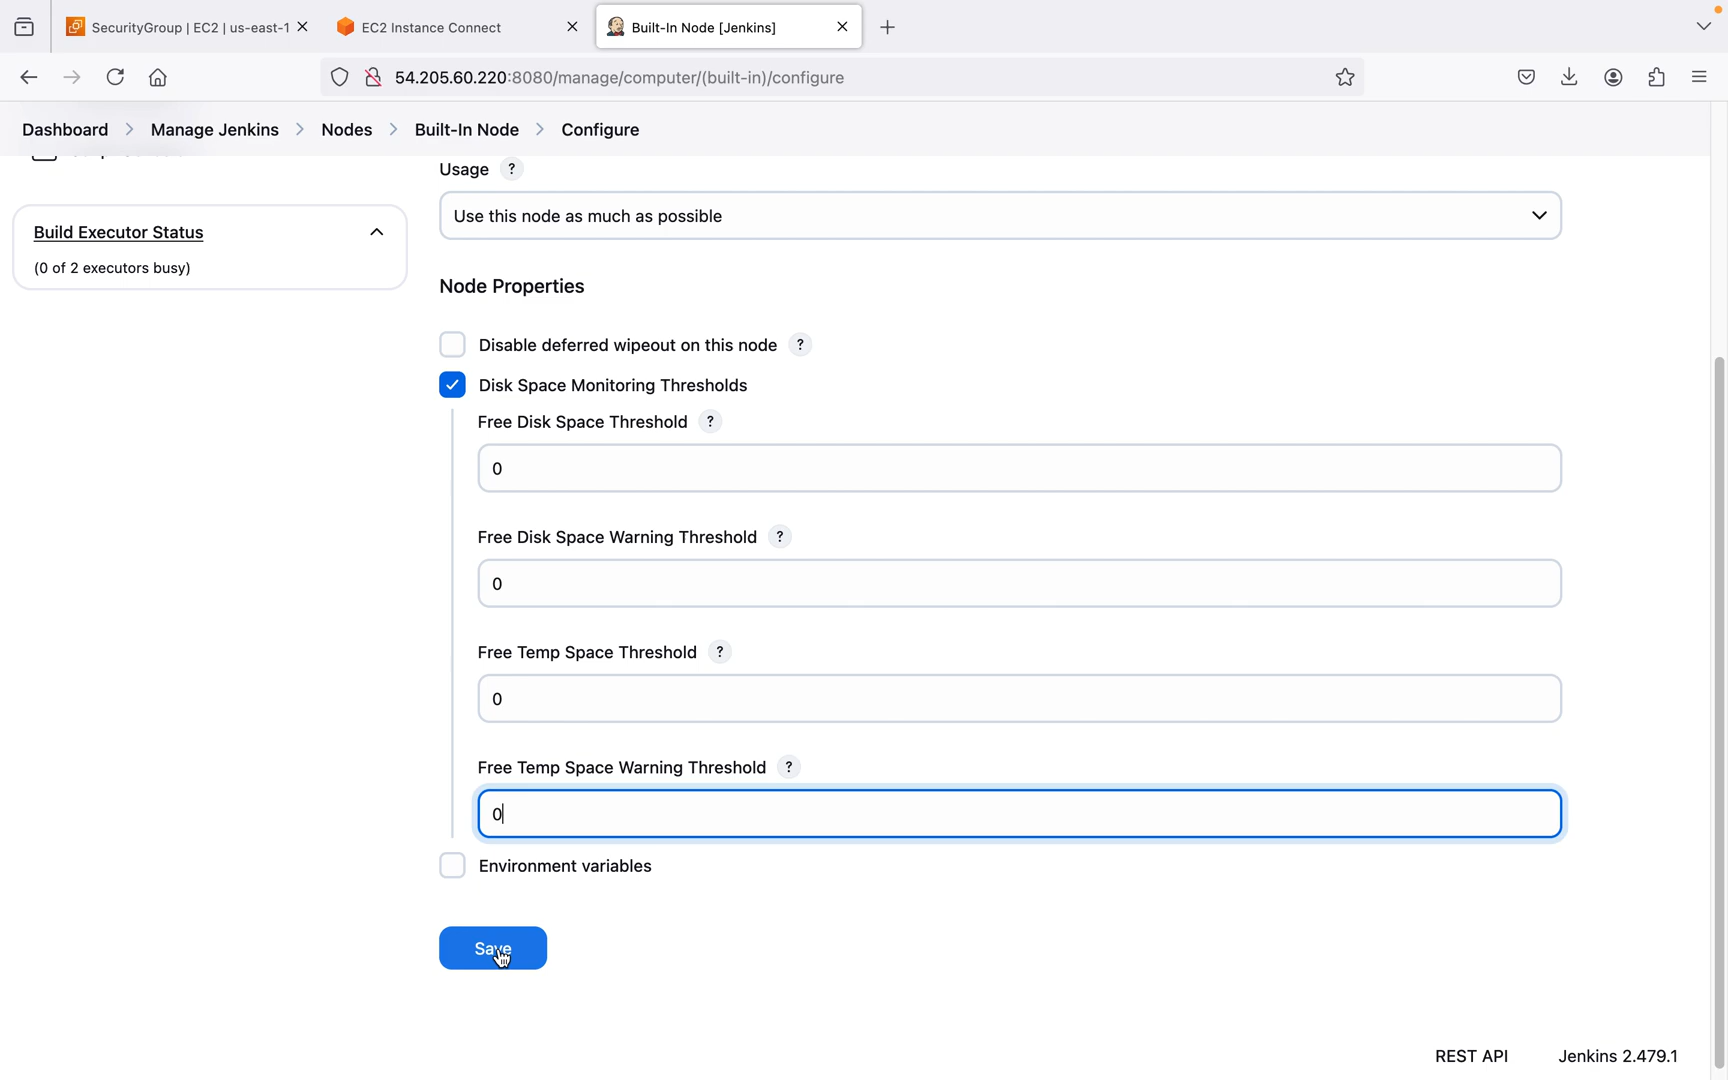 SecurityGroup | EC2 | us-east-1
EC2 Instance Connect
Built-In Node [Jenkins]
54.205.60.220:8080/manage/computer/(built-in)/configure
Dashboard > Manage Jenkins > Nodes > Built-In Node > Configure
Usage ?
Use this node as much as possible
Build Executor Status
(0 of 2 executors busy)
Node Properties
Disable deferred wipeout on this node ?
Disk Space Monitoring Thresholds
Free Disk Space Threshold ?
0
Free Disk Space Warning Threshold ?
0
Free Temp Space Threshold ?
0
Free Temp Space Warning Threshold ?
0
Environment variables
Save
REST API Jenkins 2.479.1